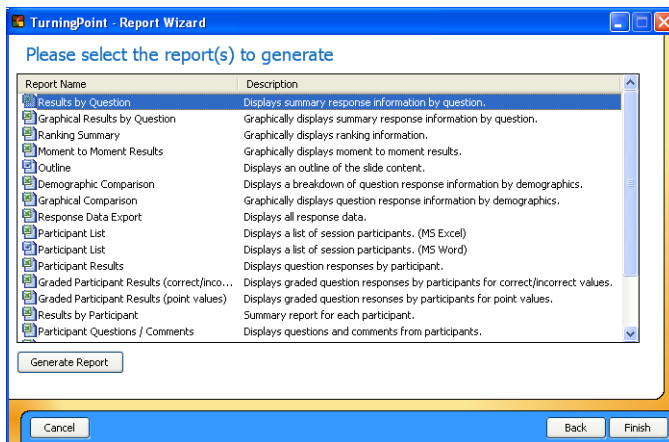 TurningPoint - Report Wizard
Please select the report(s) to generate
Report Name Description
Results by Question Displays summary response information by question.
Graphical Results by Question Graphically displays summary response information by question.
Ranking Summary Graphically displays ranking information.
Moment to Moment Results Graphically displays moment to moment results.
Outline Displays an outline of the slide content.
Demographic Comparison Displays a breakdown of question response information by demographics.
Graphical Comparison Graphically displays question response information by demographics.
Response Data Export Displays all response data.
Participant List Displays a list of session participants. (MS Excel)
Participant List Displays a list of session participants. (MS Word)
Participant Results Displays question responses by participant.
Graded Participant Results (correct/inco... Displays graded question responses by participants for correct/incorrect values.
Graded Participant Results (point values) Displays graded question resonses by participants for point values.
Results by Participant Summary report for each participant.
Participant Questions / Comments Displays questions and comments from participants.
Generate Report
Cancel Back Finish